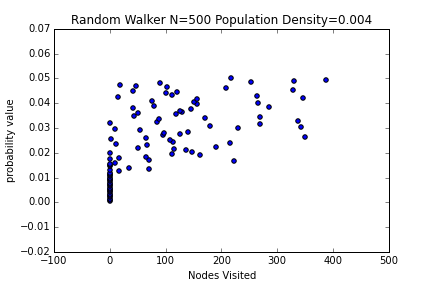 Random Walker N=500 Population Density=0.004
0.07
0.06
0.05
0.04
0.03
0.02
0.01
0.00
−0.01
−0.02
probability value
−100 0 100 200 300 400 500
Nodes Visited